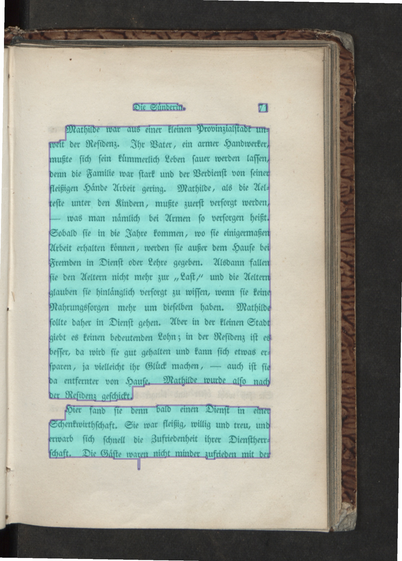 Die Sünderin. 7
Mathilde war aus einer kleinen Provinzialstadt un-
weit der Residenz. Ihr Vater, ein armer Handwerker,
mußte sich sein kümmerlich Leben sauer werden lassen,
denn die Familie war stark und der Verdienst von seiner
fleißigen Hände Arbeit gering. Mathilde, als die Ael-
teste unter den Kindern, mußte zuerst versorgt werden,
— was man nämlich bei Armen so versorgen heißt.
Sobald sie in die Jahre kommen, wo sie einigermaßen
Arbeit erhalten können, werden sie außer dem Hause bei
Fremden in Dienst oder Lehre gegeben. Alsdann fallen
sie den Aeltern nicht mehr zur „Last,“ und die Aeltern
glauben sie hinlänglich versorgt zu wissen, wenn sie keine
Nahrungssorgen mehr um dieselben haben. Mathilde
sollte daher in Dienst gehen. Aber in der kleinen Stadt
giebt es keinen bedeutenden Lohn; in der Residenz ist es
besser, da wird sie gut gehalten und kann sich etwas er-
sparen, ja vielleicht ihr Glück machen, — auch ist sie
da entfernter von Hause. Mathilde wurde also nach
der Residenz geschickt.
Hier fand sie denn bald einen Dienst in einer
Schenkwirthschaft. Sie war fleißig, willig und treu, und
erwarb sich schnell die Zufriedenheit ihrer Dienstherr-
schaft. Die Gäste waren nicht minder zufrieden mit der